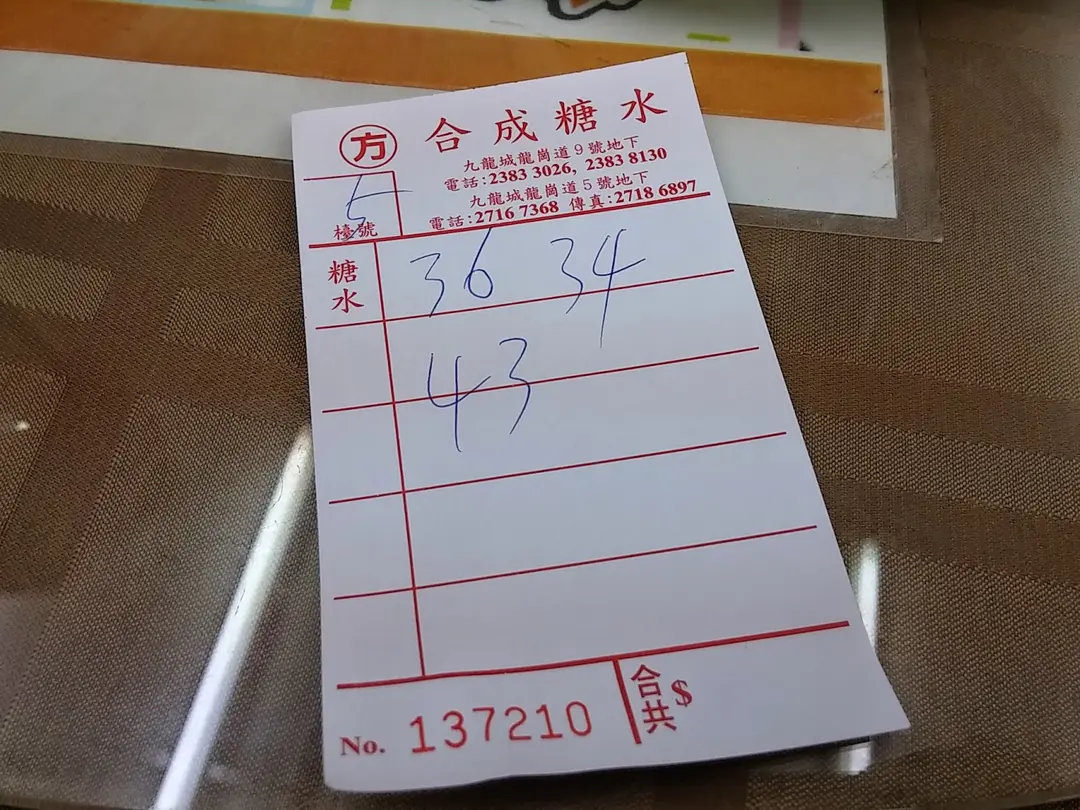 方 合成糖水
九龍城龍崗道9號地下
電話:2383 3026, 2383 8130
九龍城龍崗道5號地下
電話:2716 7368 傳真:2718 6897
5
檯號
糖水 36 34
43
No. 137210 合共 $